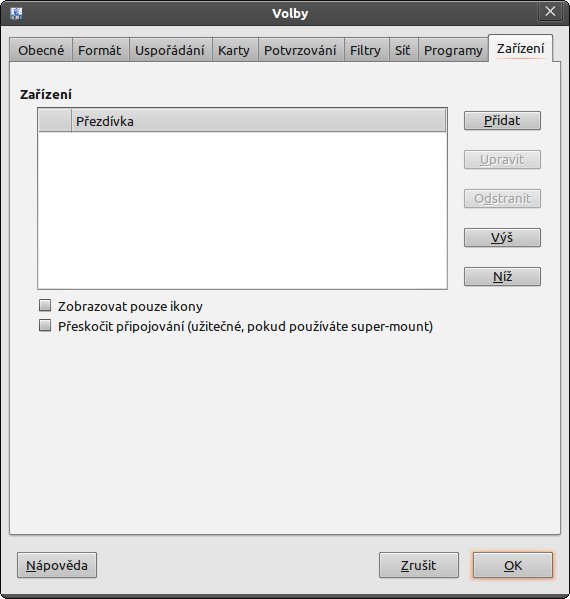 Volby
Obecné Formát Uspořádání Karty Potvrzování Filtry Síť Programy Zařízení
Zařízení
Přezdívka
Přidat
Upravit
Odstranit
Výš
Níž
Zobrazovat pouze ikony
Přeskočit připojování (užitečné, pokud používáte super-mount)
Nápověda Zrušit OK